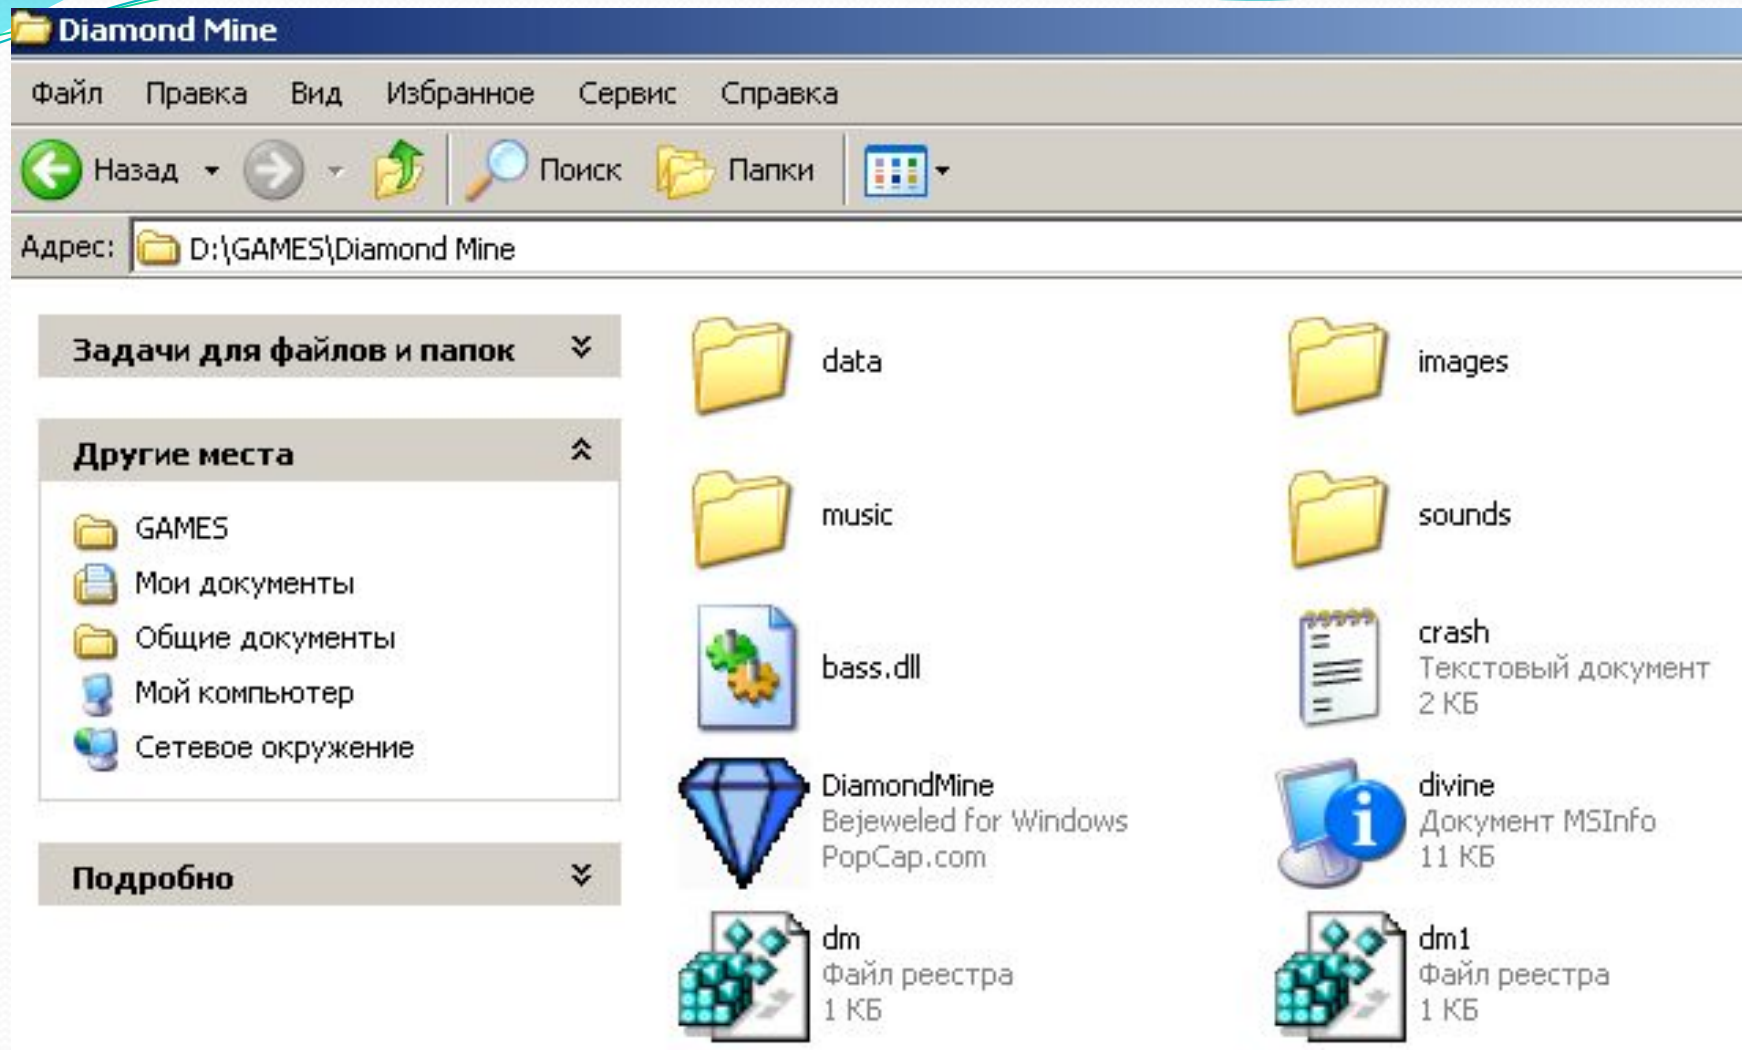 Diamond Mine
Файл Правка Вид Избранное Сервис Справка
Назад Поиск Папки
Адрес: D:\GAMES\Diamond Mine
Задачи для файлов и папок
Другие места
GAMES
Мои документы
Общие документы
Мой компьютер
Сетевое окружение
Подробно
data
images
music
sounds
bass.dll
crash
Текстовый документ
2 КБ
DiamondMine
Bejeweled for Windows
PopCap.com
divine
Документ MSInfo
11 КБ
dm
Файл реестра
1 КБ
dm1
Файл реестра
1 КБ